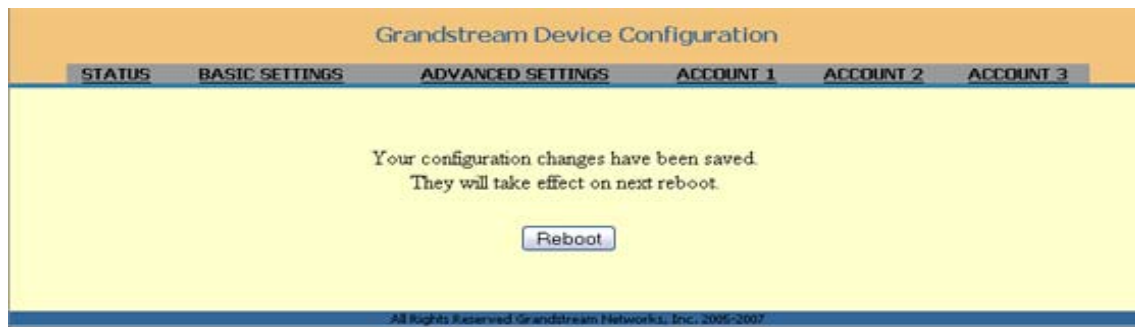 Grandstream Device Configuration
STATUS BASIC SETTINGS ADVANCED SETTINGS ACCOUNT 1 ACCOUNT 2 ACCOUNT 3
Your configuration changes have been saved.
They will take effect on next reboot.
Reboot
All Rights Reserved Grandstream Networks, Inc. 2005-2007